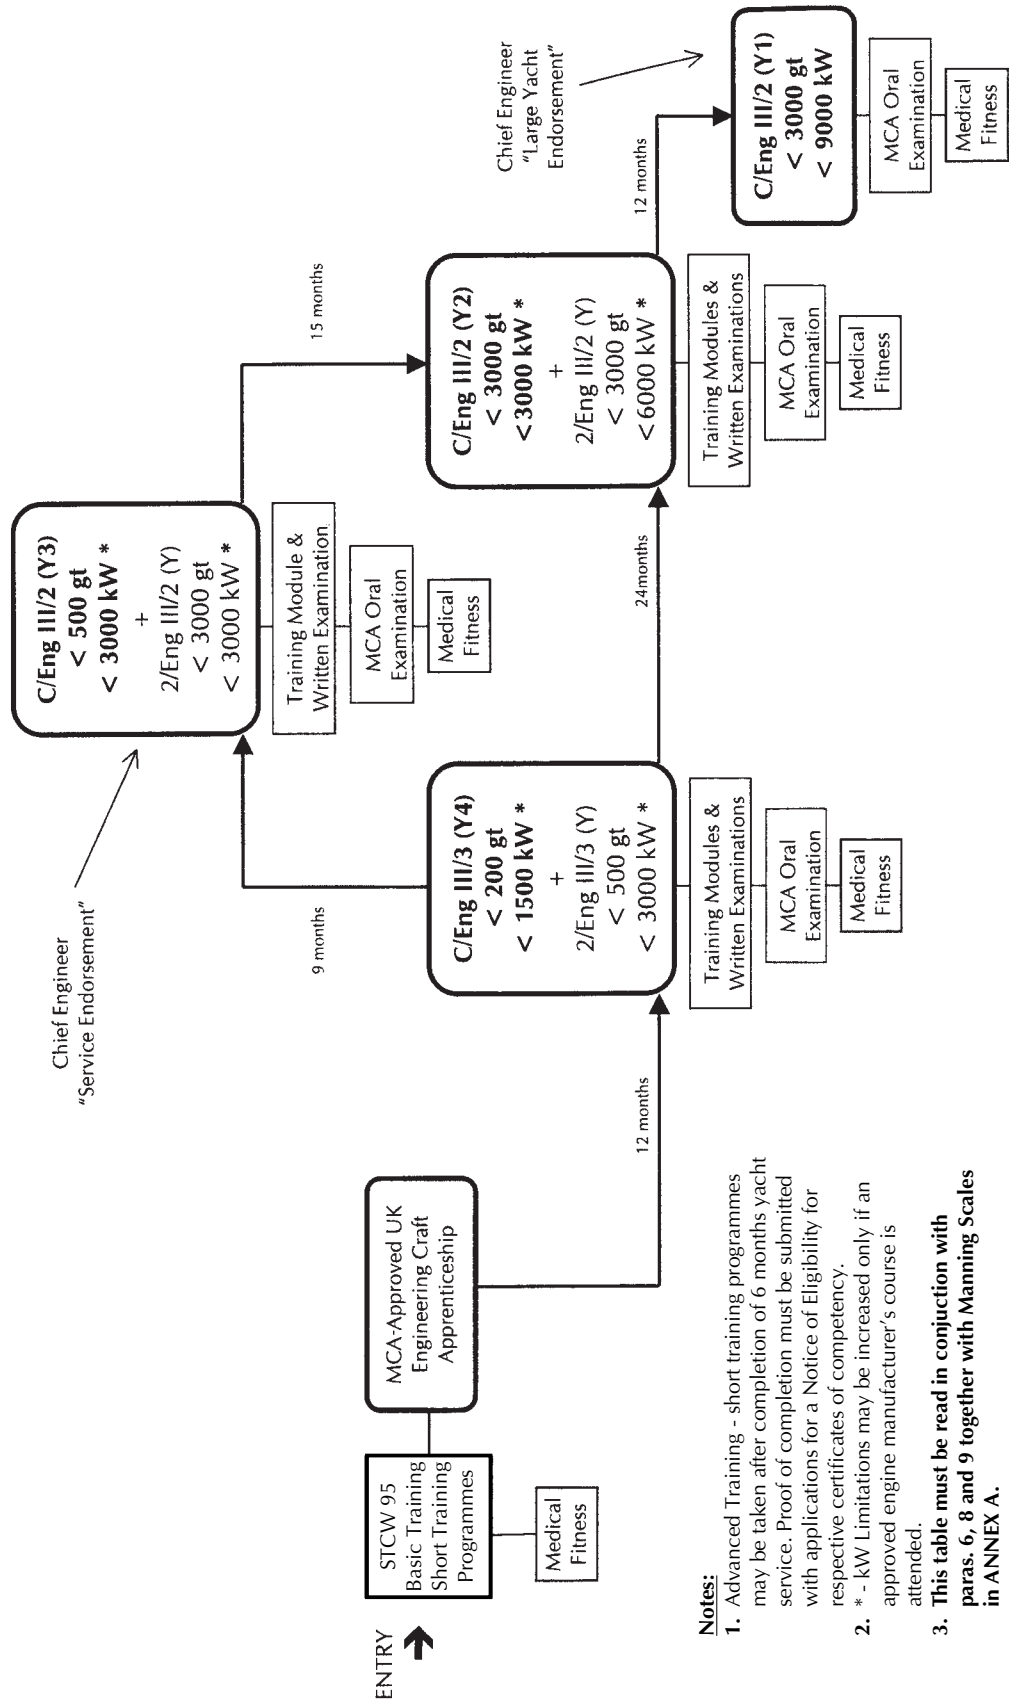 ENTRY
STCW 95
Basic Training
Short Training
Programmes
Medical
Fitness
MCA-Approved UK
Engineering Craft
Apprenticeship
12 months
C/Eng III/3 (Y4)
< 200 gt
< 1500 kW *
+
2/Eng III/3 (Y)
< 500 gt
< 3000 kW *
Training Modules &
Written Examinations
MCA Oral
Examination
Medical
Fitness
9 months
Chief Engineer
"Service Endorsement"
C/Eng III/2 (Y3)
< 500 gt
< 3000 kW *
+
2/Eng III/2 (Y)
< 3000 gt
< 3000 kW *
Training Module &
Written Examination
MCA Oral
Examination
Medical
Fitness
24months
15 months
C/Eng III/2 (Y2)
< 3000 gt
<3000 kW *
+
2/Eng III/2 (Y)
< 3000 gt
<6000 kW *
Training Modules &
Written Examinations
MCA Oral
Examination
Medical
Fitness
12 months
Chief Engineer
"Large Yacht
Endorsement"
C/Eng III/2 (Y1)
< 3000 gt
< 9000 kW
MCA Oral
Examination
Medical
Fitness
Notes:
1. Advanced Training - short training programmes
may be taken after completion of 6 months yacht
service. Proof of completion must be submitted
with applications for a Notice of Eligibility for
respective certificates of competency.
2. * - kW Limitations may be increased only if an
approved engine manufacturer's course is
attended.
3. This table must be read in conjuction with
paras. 6, 8 and 9 together with Manning Scales
in ANNEX A.